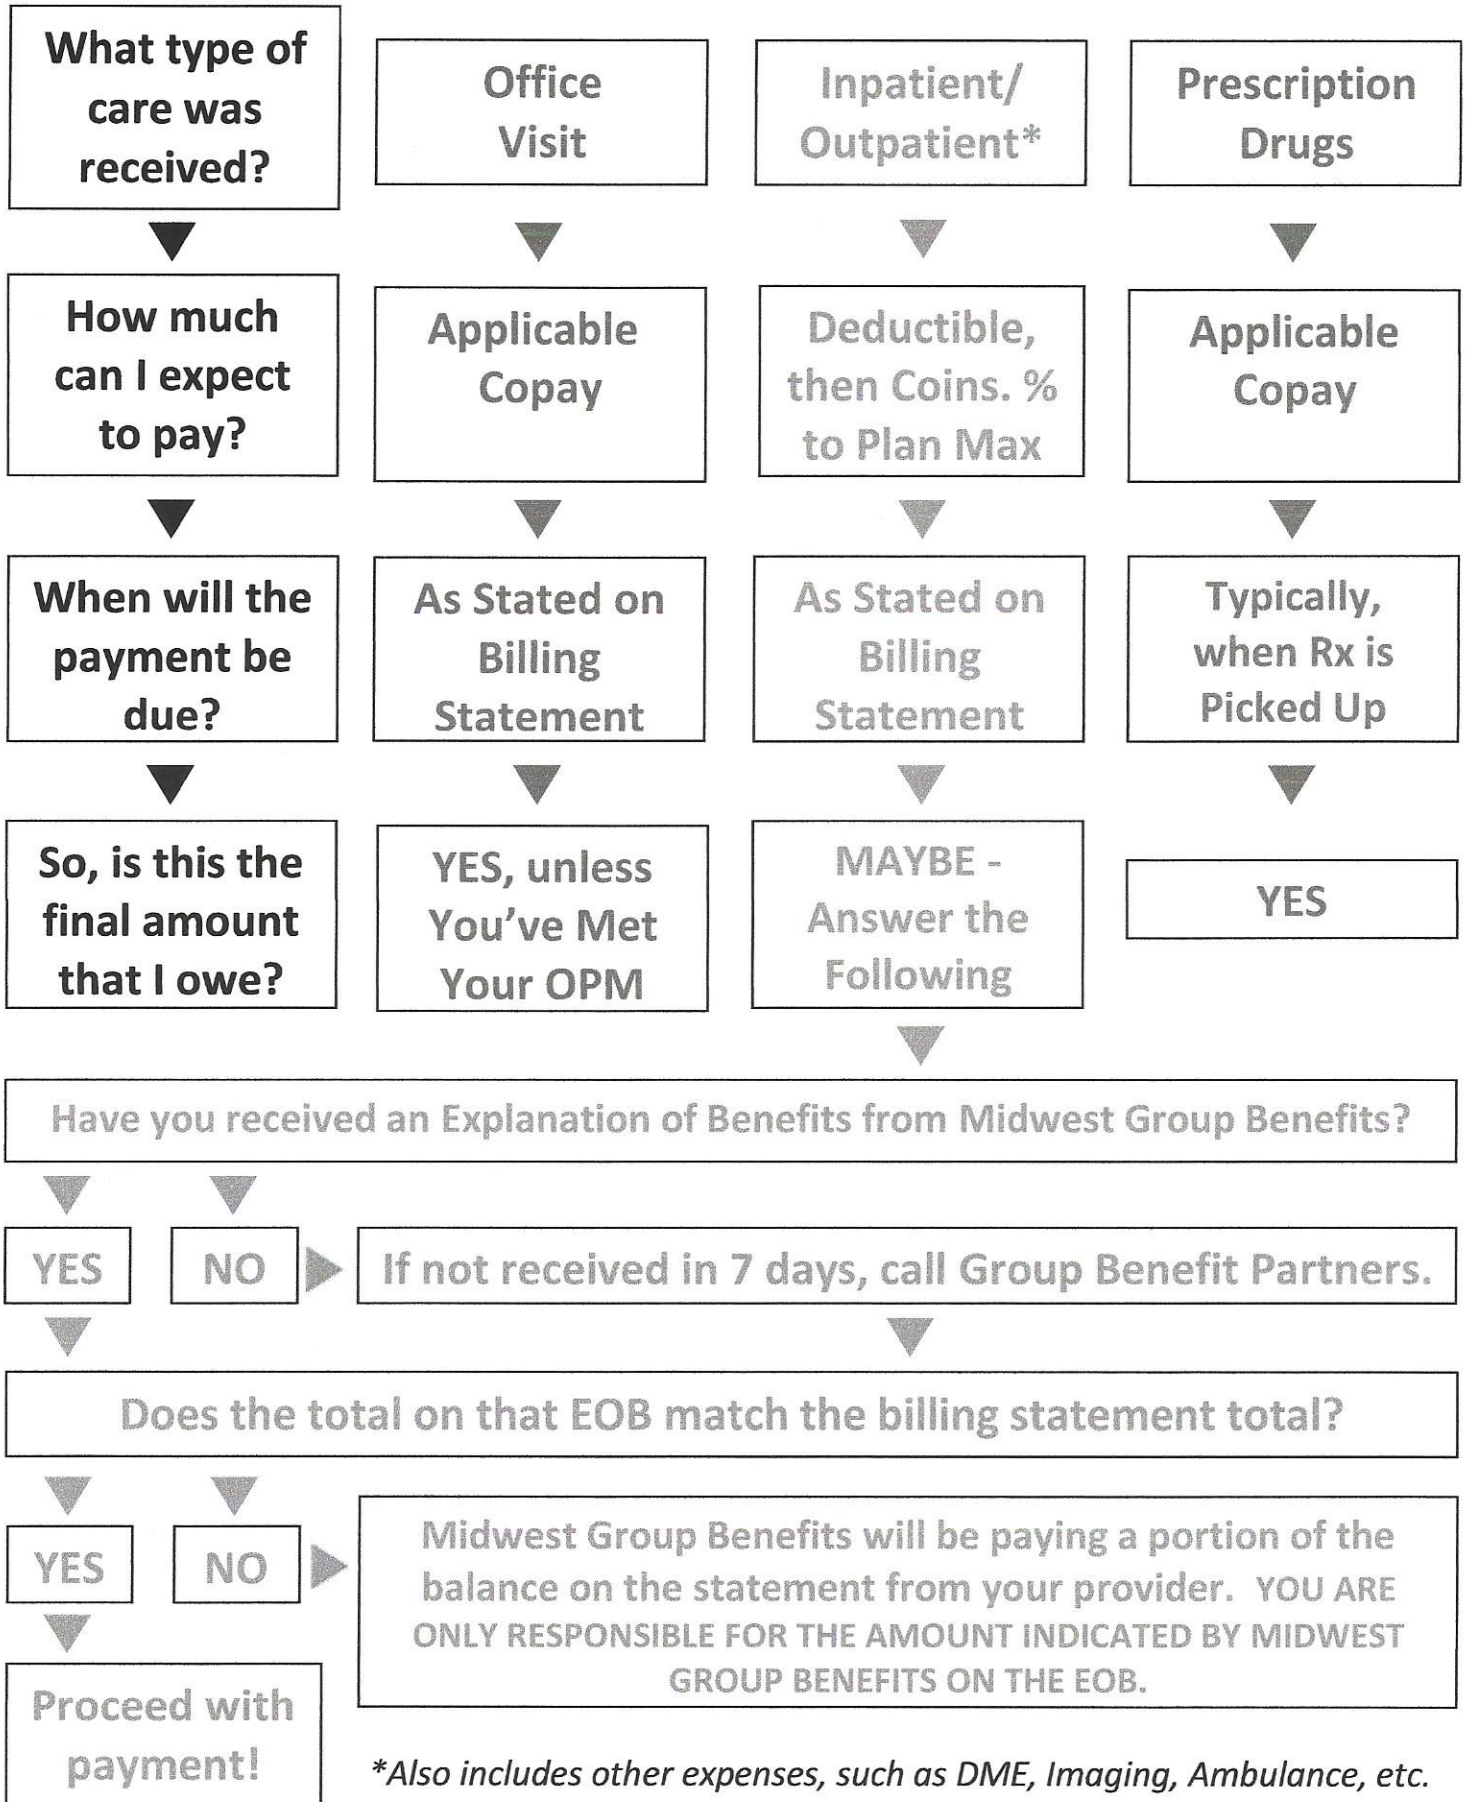 What type of
care was
received?
Office
Visit
Inpatient/
Outpatient*
Prescription
Drugs
How much
can I expect
to pay?
Applicable
Copay
Deductible,
then Coins. %
to Plan Max
Applicable
Copay
When will the
payment be
due?
As Stated on
Billing
Statement
As Stated on
Billing
Statement
Typically,
when Rx is
Picked Up
So, is this the
final amount
that I owe?
YES, unless
You've Met
Your OPM
MAYBE -
Answer the
Following
YES
Have you received an Explanation of Benefits from Midwest Group Benefits?
YES
NO
If not received in 7 days, call Group Benefit Partners.
Does the total on that EOB match the billing statement total?
YES
NO
Midwest Group Benefits will be paying a portion of the
balance on the statement from your provider. YOU ARE
ONLY RESPONSIBLE FOR THE AMOUNT INDICATED BY MIDWEST
GROUP BENEFITS ON THE EOB.
Proceed with
payment!
*Also includes other expenses, such as DME, Imaging, Ambulance, etc.